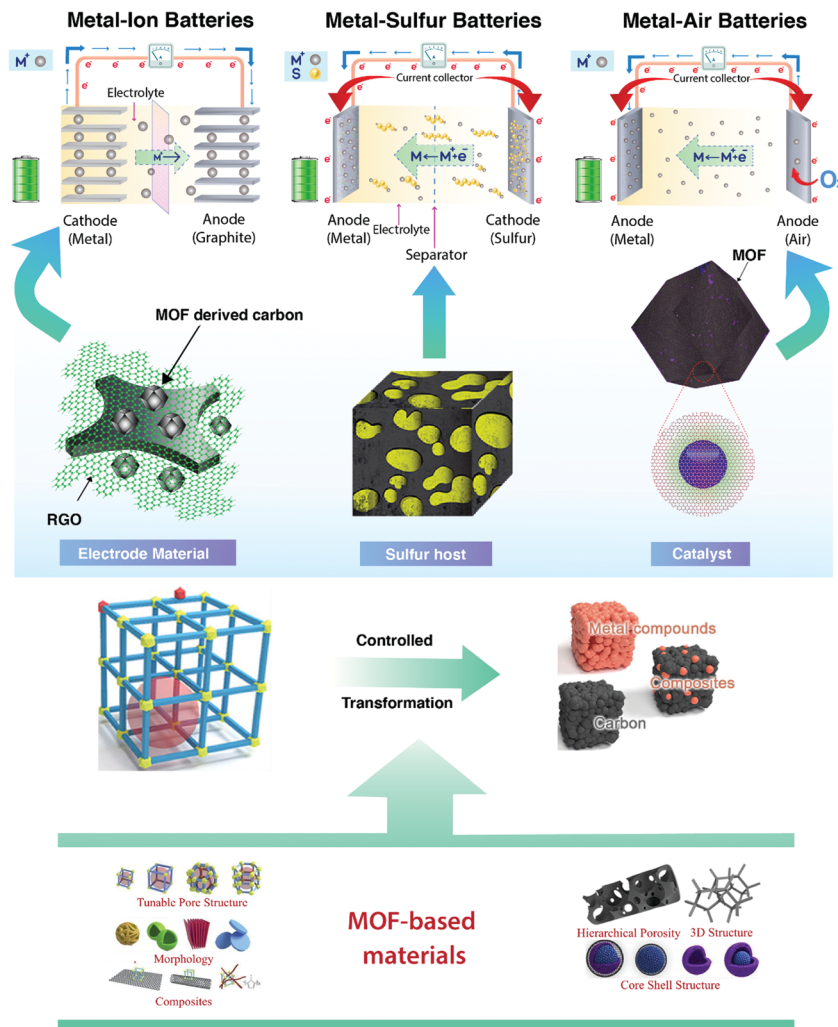 Metal-Ion Batteries
Metal-Sulfur Batteries
Metal-Air Batteries
M+
e-
e-
e-
e-
e-
e-
e-
Electrolyte
M+
Cathode
(Metal)
Anode
(Graphite)
M+
S
e-
e-
e-
e-
e-
e-
Current collector
M←M+e-
Anode
(Metal)
Electrolyte
Separator
Cathode
(Sulfur)
M+
e-
e-
e-
e-
e-
e-
Current collector
M←M+e-
O
Anode
(Metal)
Anode
(Air)
MOF derived carbon
RGO
MOF
Electrode Material
Sulfur host
Catalyst
Controlled
Transformation
Metal compounds
Composites
Carbon
Tunable Pore Structure
Morphology
Composites
MOF-based
materials
Hierarchical Porosity
3D Structure
Core Shell Structure